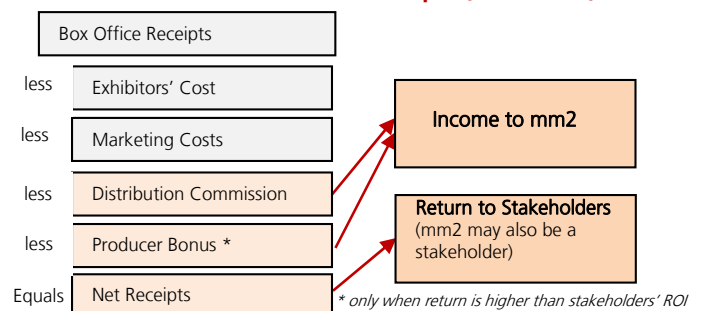 Box Office Receipts
less Exhibitors' Cost
less Marketing Costs
less Distribution Commission
less Producer Bonus *
Equals Net Receipts
Income to mm2
Return to Stakeholders
(mm2 may also be a
stakeholder)
* only when return is higher than stakeholders' ROI